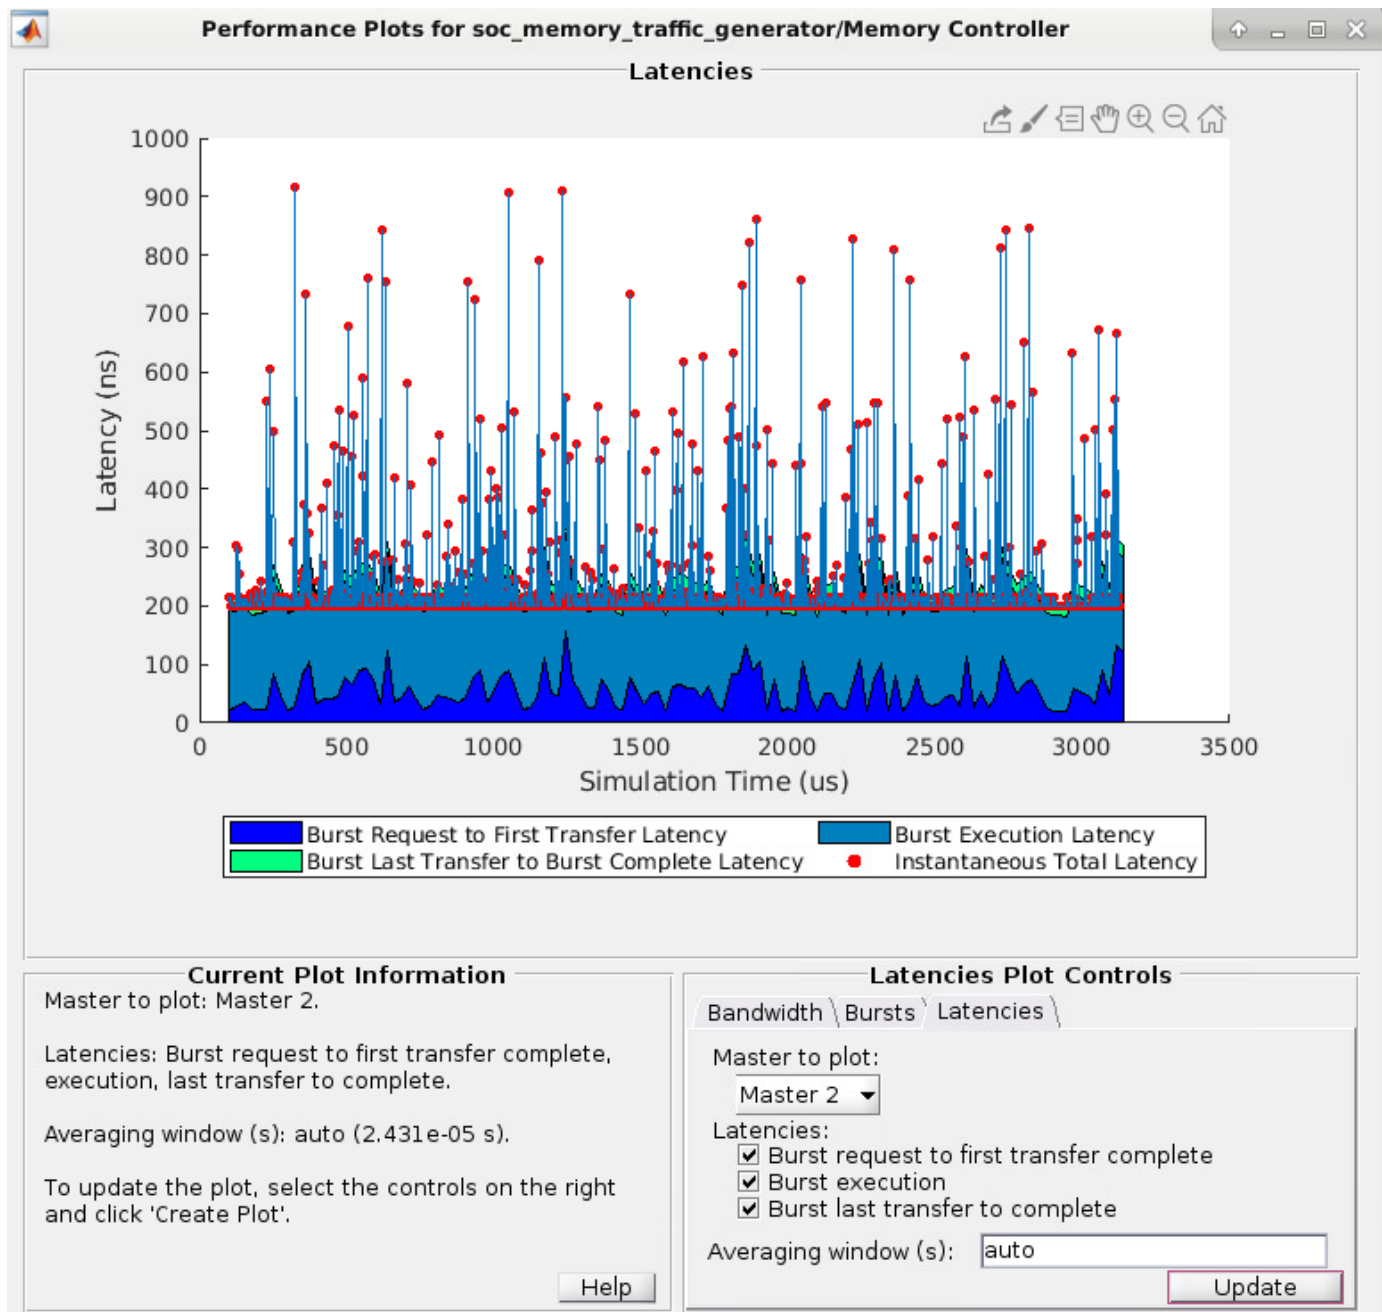 Performance Plots for soc_memory_traffic_generator/Memory Controller
Latencies
1000
900
800
700
600
500
400
300
200
100
0
Latency (ns)
0 500 1000 1500 2000 2500 3000 3500
Simulation Time (us)
Burst Request to First Transfer Latency
Burst Execution Latency
Burst Last Transfer to Burst Complete Latency
Instantaneous Total Latency
Current Plot Information
Master to plot: Master 2.
Latencies: Burst request to first transfer complete,
execution, last transfer to complete.
Averaging window (s): auto (2.431e-05 s).
To update the plot, select the controls on the right
and click 'Create Plot'.
Help
Latencies Plot Controls
Bandwidth Bursts Latencies
Master to plot:
Master 2
Latencies:
Burst request to first transfer complete
Burst execution
Burst last transfer to complete
Averaging window (s): auto
Update